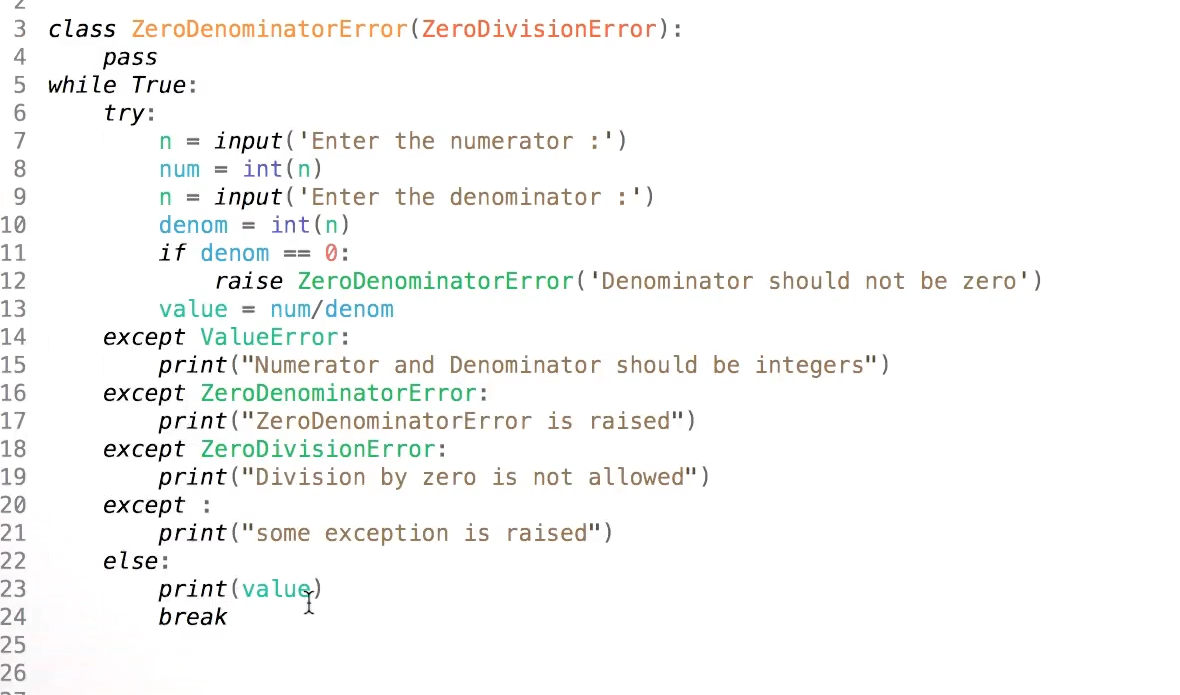 2
3 class ZeroDenominatorError(ZeroDivisionError):
4     pass
5 while True:
6     try:
7         n = input('Enter the numerator :')
8         num = int(n)
9         n = input('Enter the denominator :')
10         denom = int(n)
11         if denom == 0:
12             raise ZeroDenominatorError('Denominator should not be zero')
13         value = num/denom
14     except ValueError:
15         print("Numerator and Denominator should be integers")
16     except ZeroDenominatorError:
17         print("ZeroDenominatorError is raised")
18     except ZeroDivisionError:
19         print("Division by zero is not allowed")
20     except :
21         print("some exception is raised")
22     else:
23         print(value)
24         break
25
26
27